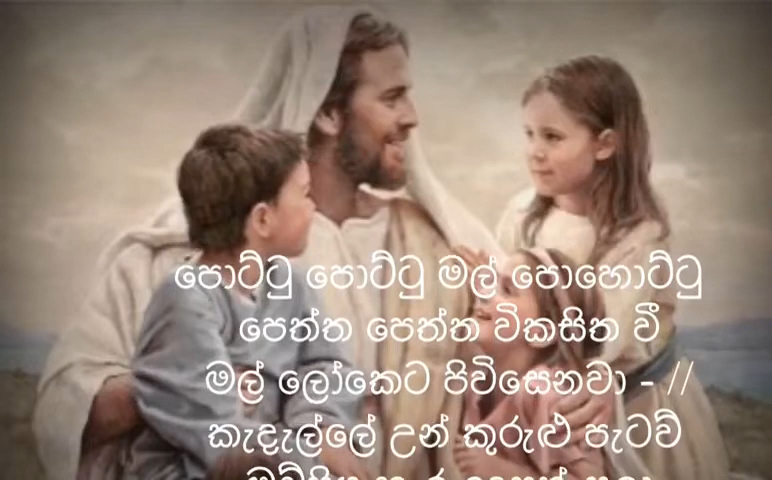 පොට්ටු පොට්ටු මල් පොහොට්ටු
පෙත්ත පෙත්ත විකසිත වී
මල් ලෝකෙට පිවිසෙනවා - //
කැදැල්ලේ උන් කුරුළු පැටව්